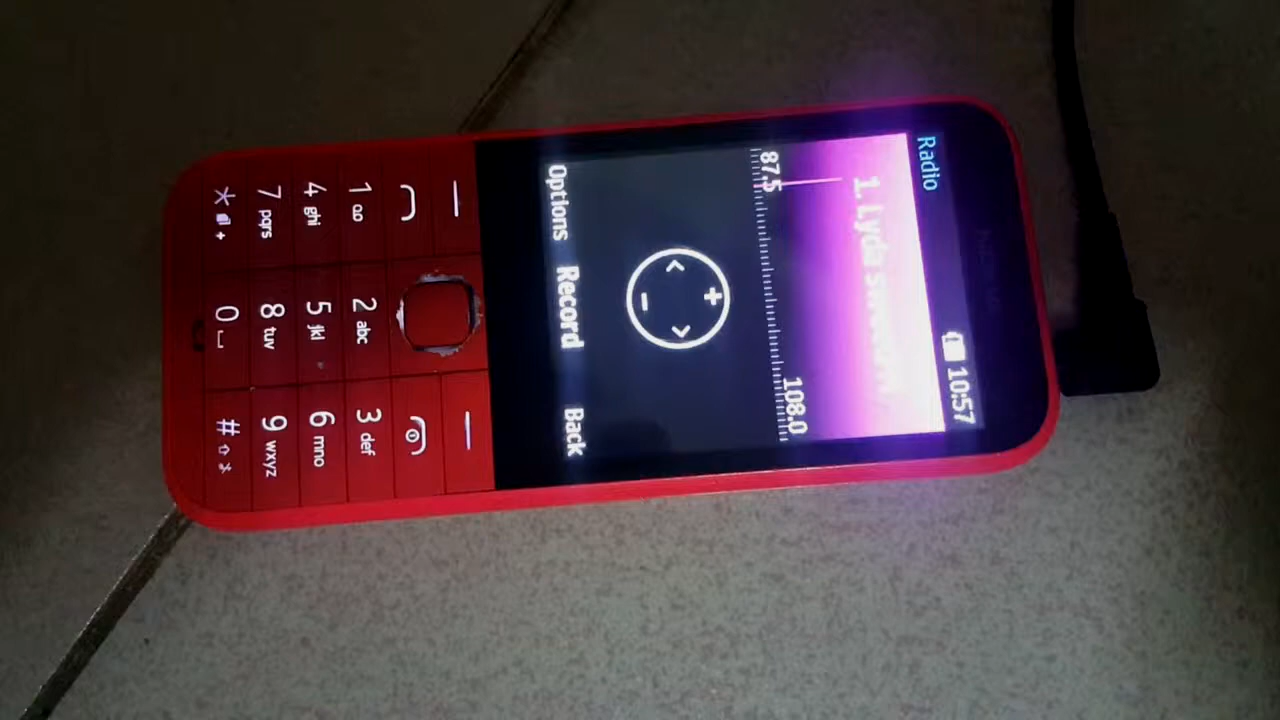 Radio
10:57
1. Lyda
87.5
108.0
+
-
Options Record Back
1
2 abc
3 def
4 ghi
5 jkl
6 mno
7 pqrs
8 tuv
9 wxyz
* +
0
#